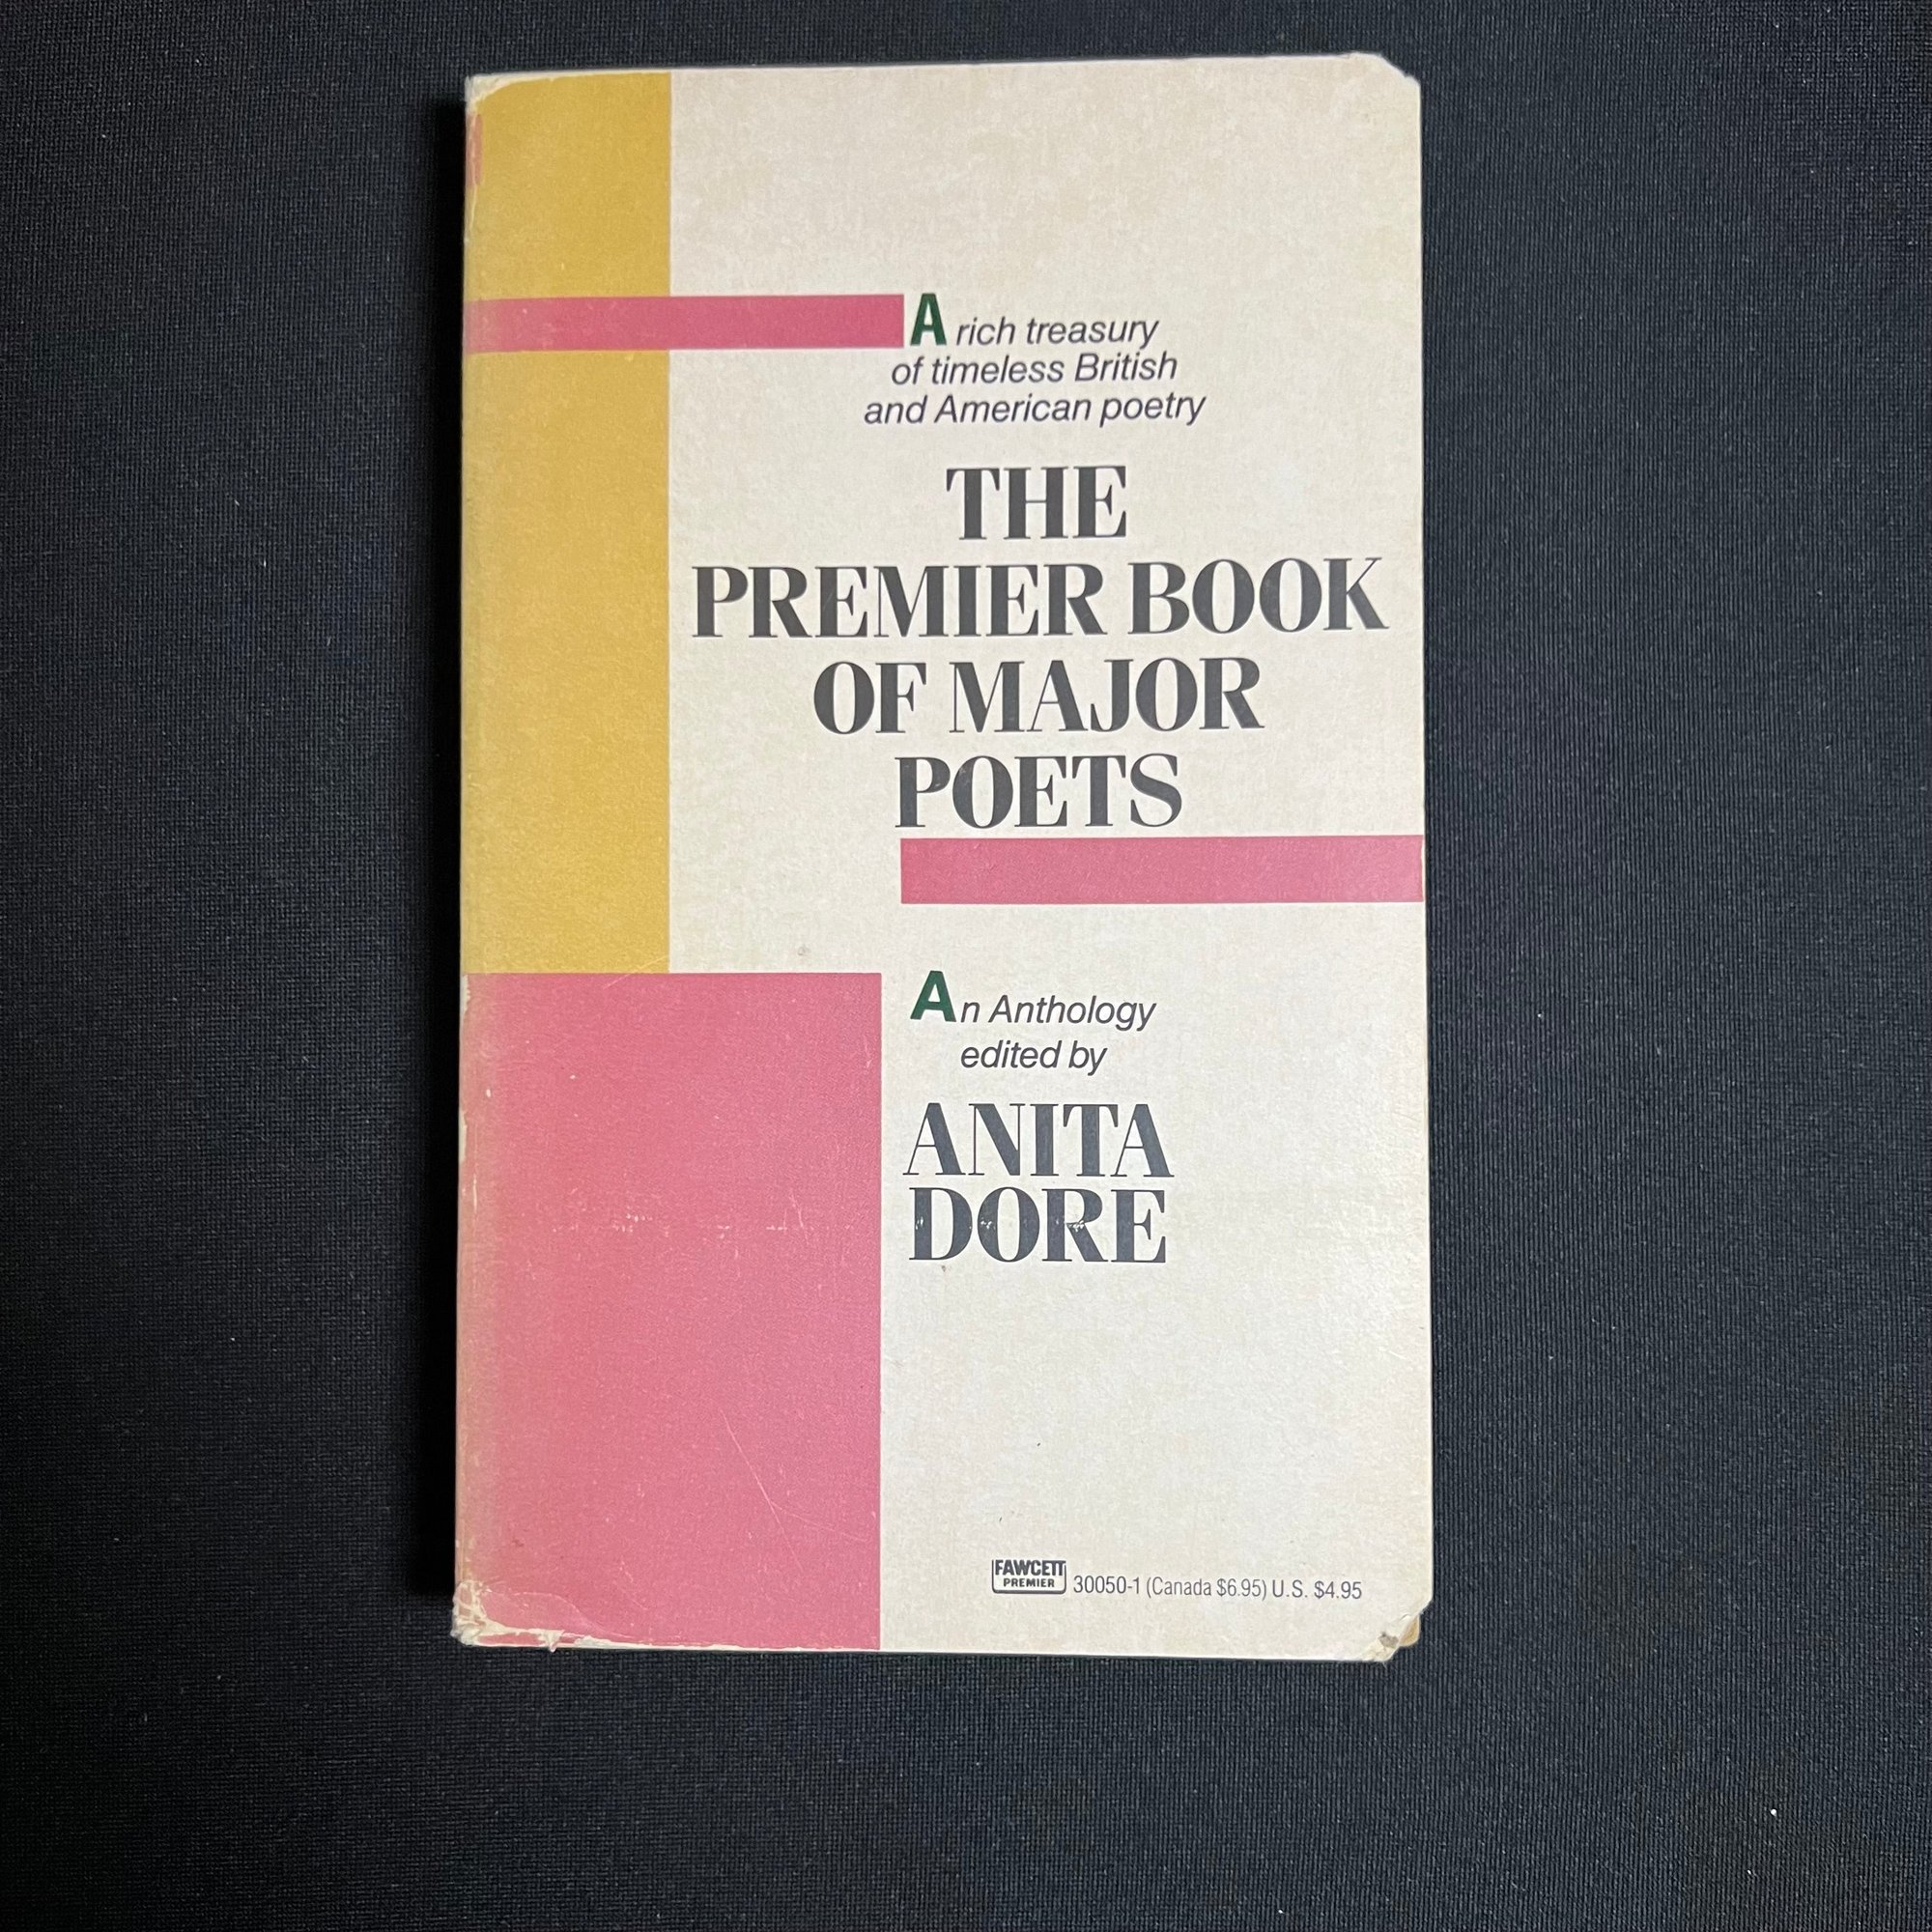 A rich treasury
of timeless British
and American poetry
THE
PREMIER BOOK
OF MAJOR
POETS
An Anthology
edited by
ANITA
DORE
FAWCETT
PREMIER
30050-1 (Canada $6.95) U.S. $4.95